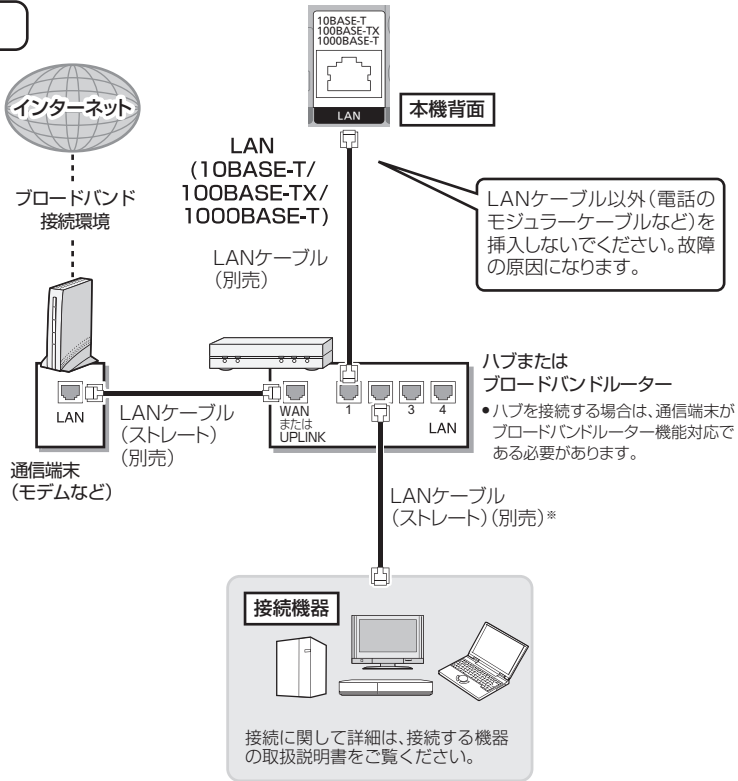 10BASE-T
100BASE-TX
1000BASE-T
LAN
本機背面
インターネット
LAN
(10BASE-T/
100BASE-TX/
1000BASE-T)
ブロードバンド
接続環境
LANケーブル以外（電話の
モジュラーケーブルなど）を
挿入しないでください。故障
の原因になります。
LANケーブル
（別売）
ハブまたは
ブロードバンドルーター
•ハブを接続する場合は、通信端末が
ブロードバンドルーター機能対応で
ある必要があります。
LAN
LANケーブル
（ストレート）
（別売）
WAN
または
UPLINK
1
3
4
LAN
通信端末
（モデムなど）
LANケーブル
（ストレート）（別売）※
接続機器
接続に関して詳細は、接続する機器
の取扱説明書をご覧ください。